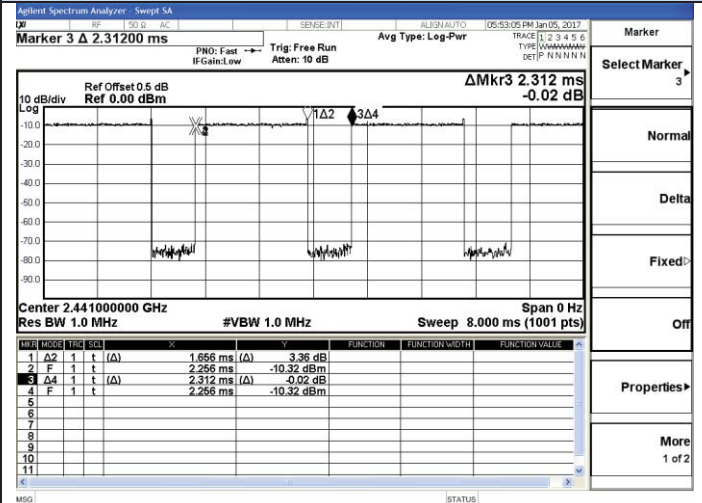 Agilent Spectrum Analyzer - Swept SA
RF 50 Ω AC SENSE:INT ALIGN AUTO 05:53:05 PM Jan 05, 2017
Marker 3 Δ 2.31200 ms
Avg Type: Log-Pwr
TRACE 1 2 3 4 5 6
TYPE WWWWWW
DET P N N N N N
PNO: Fast
IFGain:Low
Trig: Free Run
Atten: 10 dB
Ref Offset 0.5 dB
Ref 0.00 dBm
10 dB/div
Log
ΔMkr3 2.312 ms
-0.02 dB
1Δ2
3Δ4
2
-10.0
-20.0
-30.0
-40.0
-50.0
-60.0
-70.0
-80.0
-90.0
Center 2.441000000 GHz
Span 0 Hz
Res BW 1.0 MHz
#VBW 1.0 MHz
Sweep 8.000 ms (1001 pts)
MKR MODE TRC SCL X Y FUNCTION FUNCTION WIDTH FUNCTION VALUE
1 Δ2 1 t (Δ) 1.656 ms (Δ) 3.36 dB
2 F 1 t 2.256 ms -10.32 dBm
3 Δ4 1 t (Δ) 2.312 ms (Δ) -0.02 dB
4 F 1 t 2.256 ms -10.32 dBm
5
6
7
8
9
10
11
MSG
STATUS
Marker
Select Marker
3
Normal
Delta
Fixed
Off
Properties
More
1 of 2